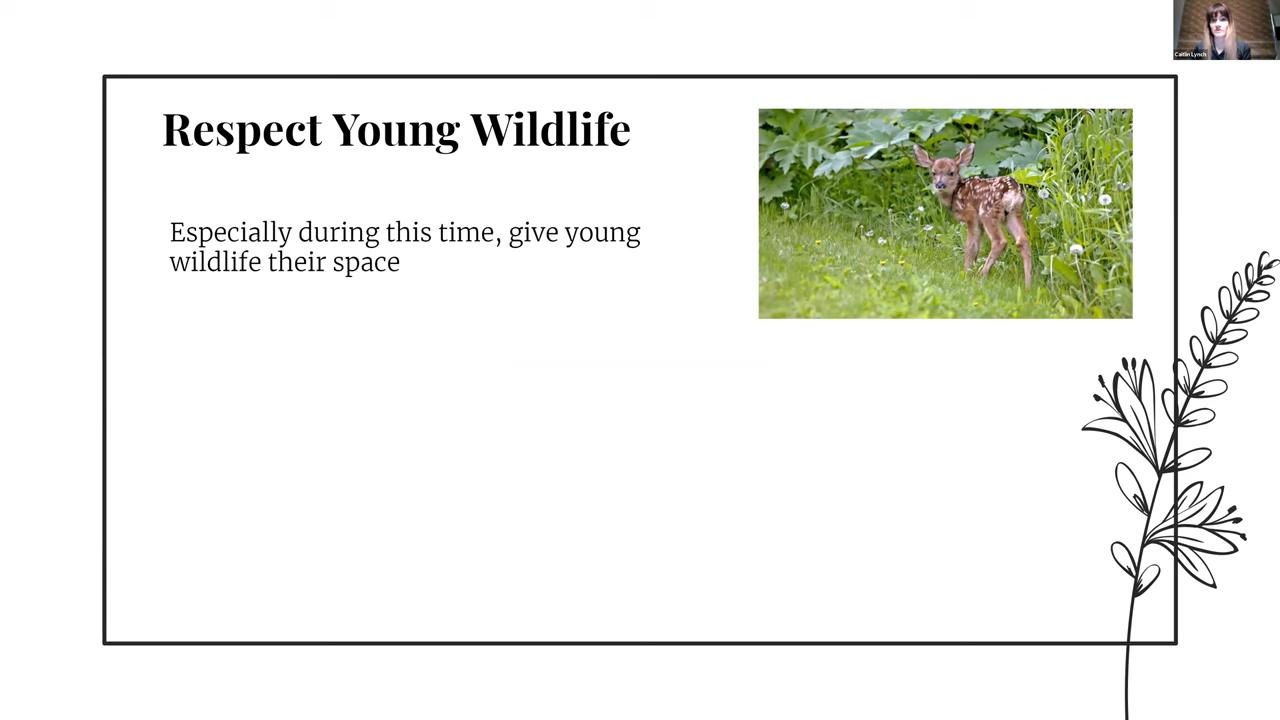 Caitlin Lynch
Respect Young Wildlife
Especially during this time, give young
wildlife their space